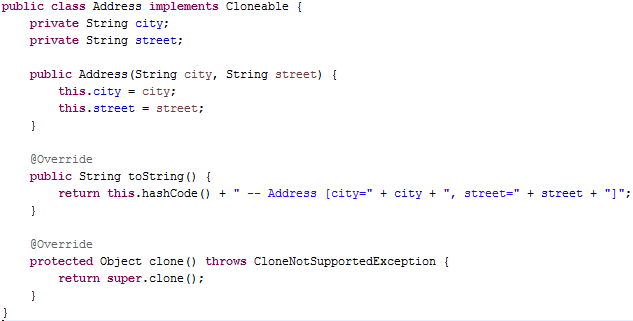 public class Address implements Cloneable {
    private String city;
    private String street;

    public Address(String city, String street) {
        this.city = city;
        this.street = street;
    }

    @Override
    public String toString() {
        return this.hashCode() + " -- Address [city=" + city + ", street=" + street + "]";
    }

    @Override
    protected Object clone() throws CloneNotSupportedException {
        return super.clone();
    }
}